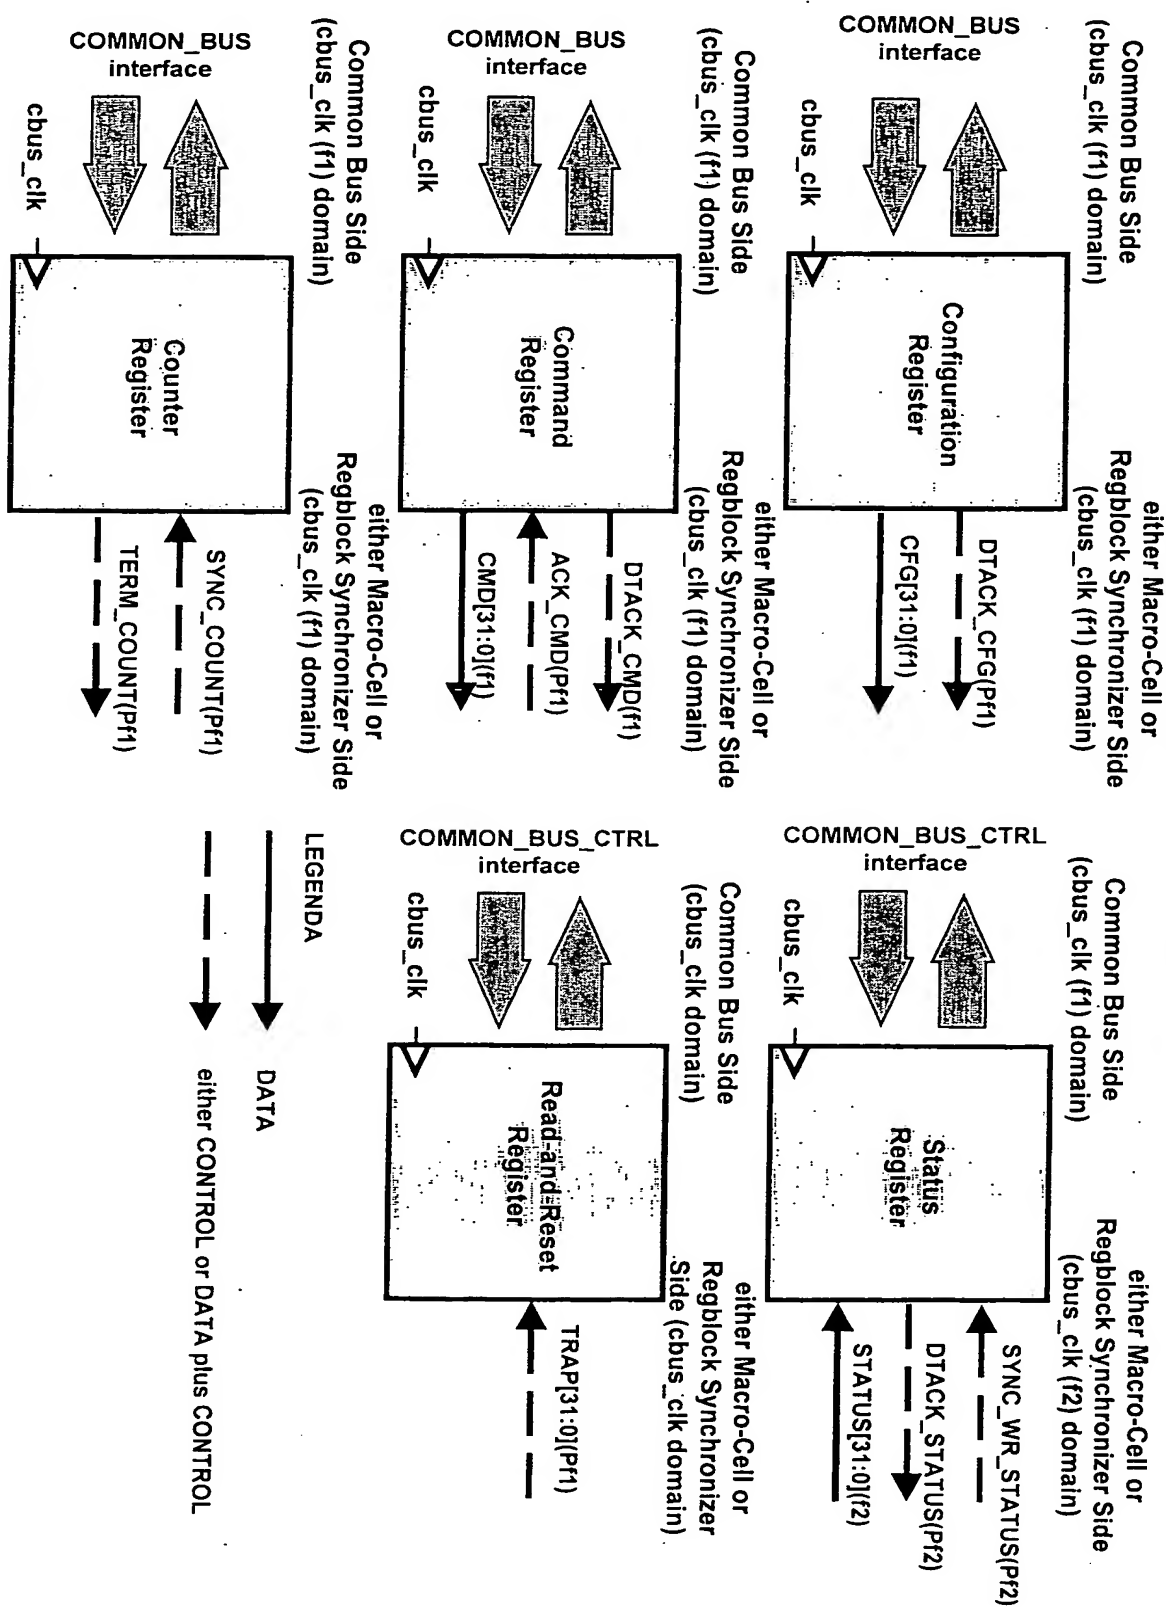 Common Bus Side
(cbus_clk (f1) domain)
either Macro-Cell or
Regblock Synchronizer Side
(cbus_clk (f1) domain)
COMMON_BUS
interface
cbus_clk
Configuration
Register
DTACK_CFG(Pf1)
CFG[31:0](f1)
Common Bus Side
(cbus_clk (f1) domain)
either Macro-Cell or
Regblock Synchronizer Side
(cbus_clk (f1) domain)
COMMON_BUS
interface
cbus_clk
Command
Register
DTACK_CMD(f1)
ACK_CMD(Pf1)
CMD[31:0](f1)
Common Bus Side
(cbus_clk (f1) domain)
either Macro-Cell or
Regblock Synchronizer Side
(cbus_clk (f1) domain)
COMMON_BUS
interface
cbus_clk
Counter
Register
SYNC_COUNT(Pf1)
TERM_COUNT(Pf1)
Common Bus Side
(cbus_clk (f1) domain)
either Macro-Cell or
Regblock Synchronizer Side
(cbus_clk (f2) domain)
COMMON_BUS_CTRL
interface
cbus_clk
Status
Register
SYNC_WR_STATUS(Pf2)
DTACK_STATUS(Pf2)
STATUS[31:0](f2)
Common Bus Side
(cbus_clk domain)
either Macro-Cell or
Regblock Synchronizer
Side (cbus_clk domain)
COMMON_BUS_CTRL
interface
cbus_clk
Read-and-Reset
Register
TRAP[31:0](Pf1)
LEGENDA
DATA
either CONTROL or DATA plus CONTROL